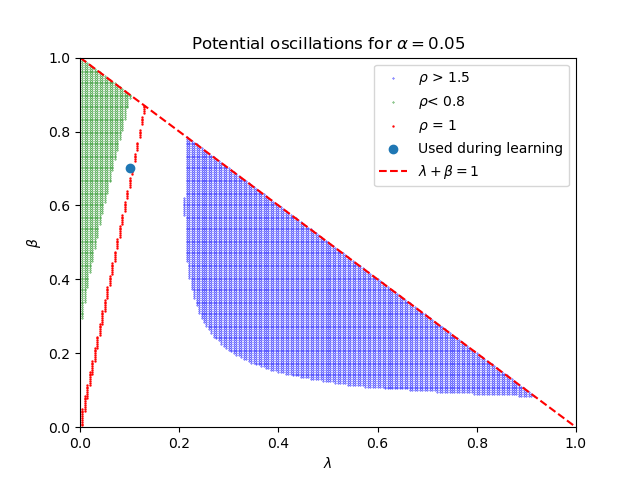 Potential oscillations for α = 0.05
ρ > 1.5
ρ< 0.8
ρ = 1
Used during learning
λ + β = 1
β
1.0
0.8
0.6
0.4
0.2
0.0
0.0 0.2 0.4 0.6 0.8 1.0
λ